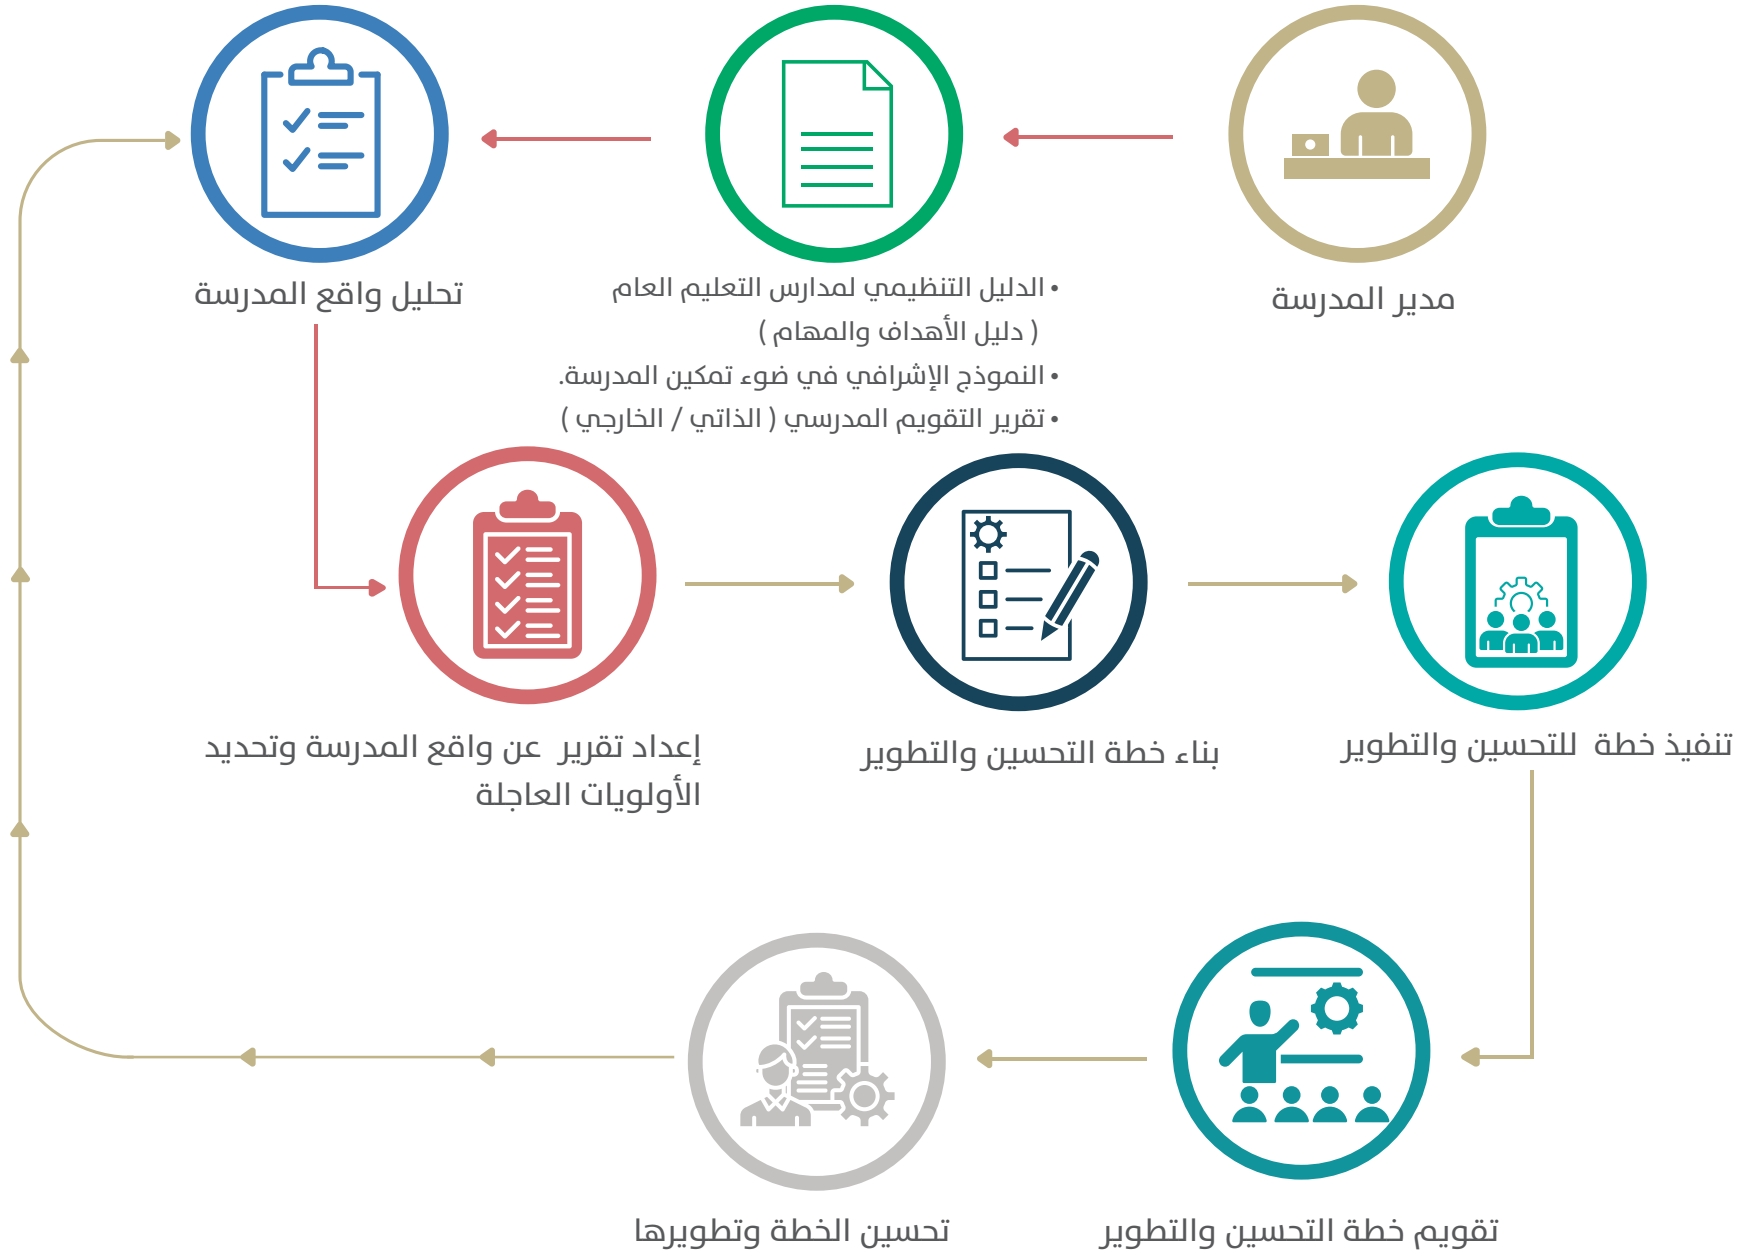 مدير المدرسة
• الدليل التنظيمي لمدارس التعليم العام
( دليل الأهداف والمهام )
• النموذج الإشرافي في ضوء تمكين المدرسة.
• تقرير التقويم المدرسي ( الذاتي / الخارجي )
تحليل واقع المدرسة
إعداد تقرير عن واقع المدرسة وتحديد
الأولويات العاجلة
بناء خطة التحسين والتطوير
تنفيذ خطة للتحسين والتطوير
تقويم خطة التحسين والتطوير
تحسين الخطة وتطويرها